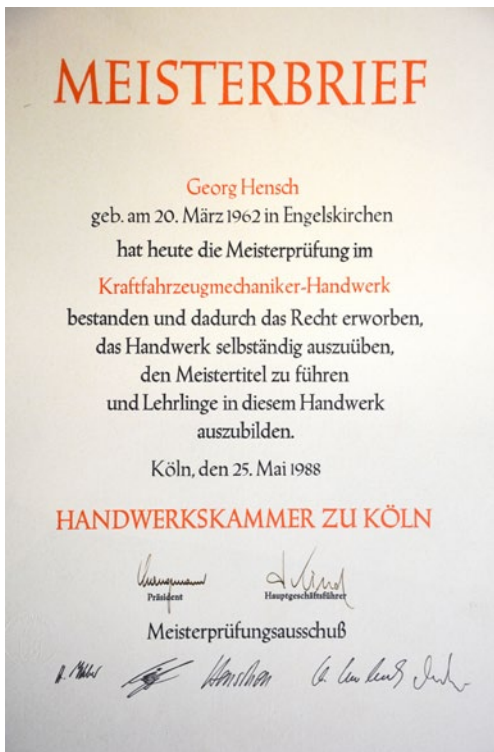 MEISTERBRIEF
Georg Hensch
geb. am 20. März 1962 in Engelskirchen
hat heute die Meisterprüfung im
Kraftfahrzeugmechaniker-Handwerk
bestanden und dadurch das Recht erworben,
das Handwerk selbständig auszuüben,
den Meistertitel zu führen
und Lehrlinge in diesem Handwerk
auszubilden.
Köln, den 25. Mai 1988
HANDWERKSKAMMER ZU KÖLN
Präsident Hauptgeschäftsführer
Meisterprüfungsausschuß